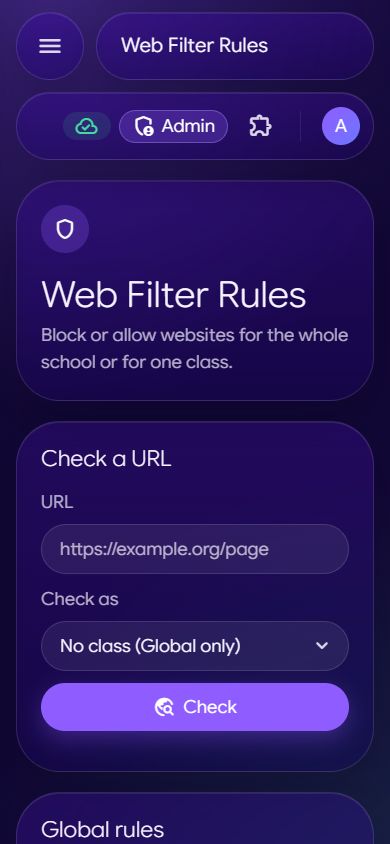 Web Filter Rules
Admin
A
Web Filter Rules
Block or allow websites for the whole
school or for one class.
Check a URL
URL
https://example.org/page
Check as
No class (Global only)
Check
Global rules